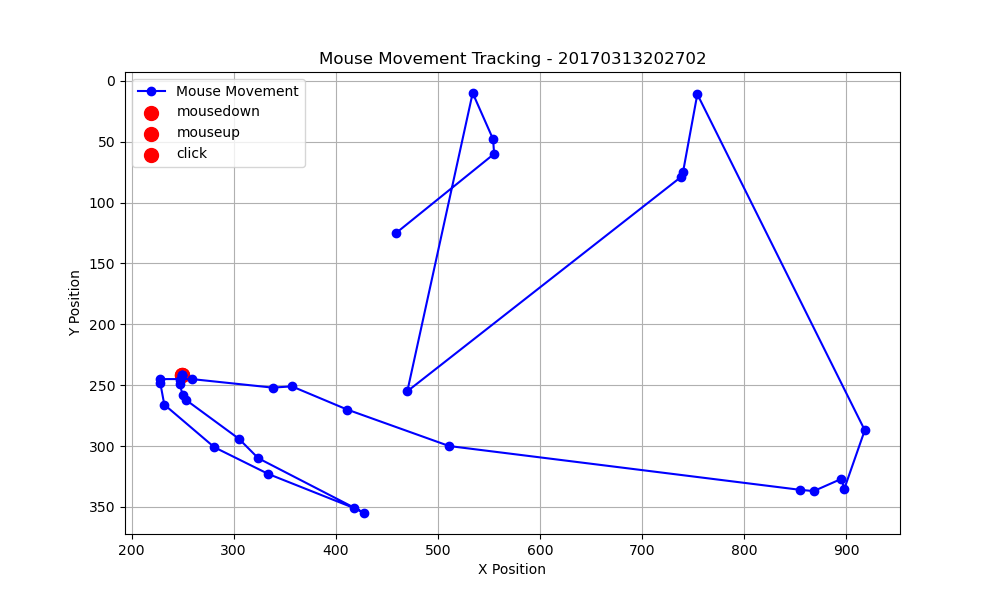 Mouse Movement Tracking - 20170313202702
Mouse Movement
mousedown
mouseup
click
0
50
100
150
200
250
300
350
Y Position
200 300 400 500 600 700 800 900
X Position